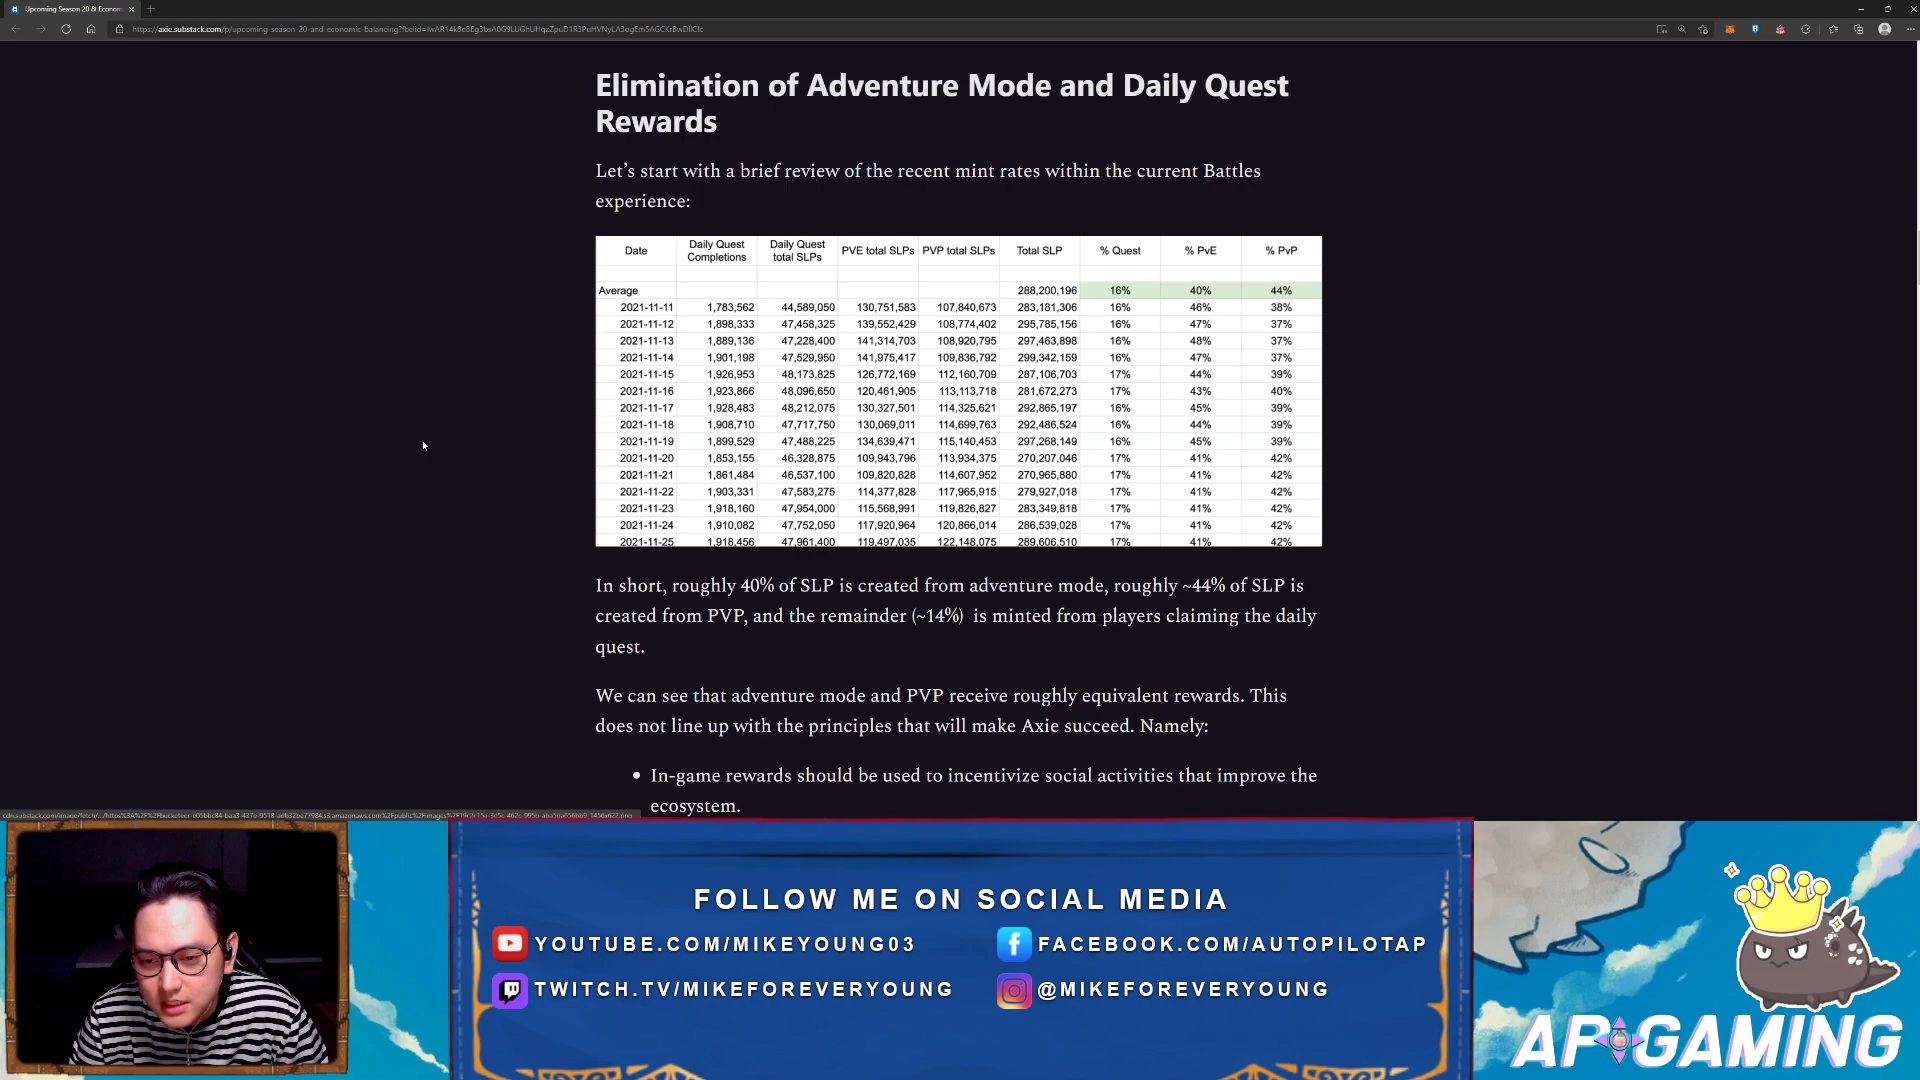 Upcoming Season 20 & Econom
https://axie.substack.com/p/upcoming-season-20-and-economic-balancing?fbclid=
Elimination of Adventure Mode and Daily Quest
Rewards
Let’s start with a brief review of the recent mint rates within the current Battles
experience:
Date Daily Quest Completions Daily Quest total SLPs PVE total SLPs PVP total SLPs Total SLP % Quest % PvE % PvP
Average 288,200,196 16% 40% 44%
2021-11-11 1,783,562 44,589,050 130,751,583 107,840,673 283,181,306 16% 46% 38%
2021-11-12 1,898,333 47,458,325 139,552,429 108,774,402 295,785,156 16% 47% 37%
2021-11-13 1,889,136 47,228,400 141,314,703 108,920,795 297,463,898 16% 48% 37%
2021-11-14 1,901,198 47,529,950 141,975,417 109,836,792 299,342,159 16% 47% 37%
2021-11-15 1,926,953 48,173,825 126,772,169 112,160,709 287,106,703 17% 44% 39%
2021-11-16 1,923,866 48,096,650 120,461,905 113,113,718 281,672,273 17% 43% 40%
2021-11-17 1,928,483 48,212,075 130,327,501 114,325,621 292,865,197 16% 45% 39%
2021-11-18 1,908,710 47,717,750 130,069,011 114,699,763 292,486,524 16% 44% 39%
2021-11-19 1,899,529 47,488,225 134,639,471 115,140,453 297,268,149 16% 45% 39%
2021-11-20 1,853,155 46,328,875 109,943,796 113,934,375 270,207,046 17% 41% 42%
2021-11-21 1,861,484 46,537,100 109,820,828 114,607,952 270,965,880 17% 41% 42%
2021-11-22 1,903,331 47,583,275 114,377,828 117,965,915 279,927,018 17% 41% 42%
2021-11-23 1,918,160 47,954,000 115,568,991 119,826,827 283,349,818 17% 41% 42%
2021-11-24 1,910,082 47,752,050 117,920,964 120,866,014 286,539,028 17% 41% 42%
2021-11-25 1,918,456 47,961,400 119,497,035 122,148,075 289,606,510 17% 41% 42%
In short, roughly 40% of SLP is created from adventure mode, roughly ~44% of SLP is
created from PVP, and the remainder (~14%)  is minted from players claiming the daily
quest.
We can see that adventure mode and PVP receive roughly equivalent rewards. This
does not line up with the principles that will make Axie succeed. Namely:
• In-game rewards should be used to incentivize social activities that improve the
ecosystem.
FOLLOW ME ON SOCIAL MEDIA
YOUTUBE.COM/MIKEYOUNG03
FACEBOOK.COM/AUTOPILOTAP
TWITCH.TV/MIKEFOREVERYOUNG
@MIKEFOREVERYOUNG
AP GAMING